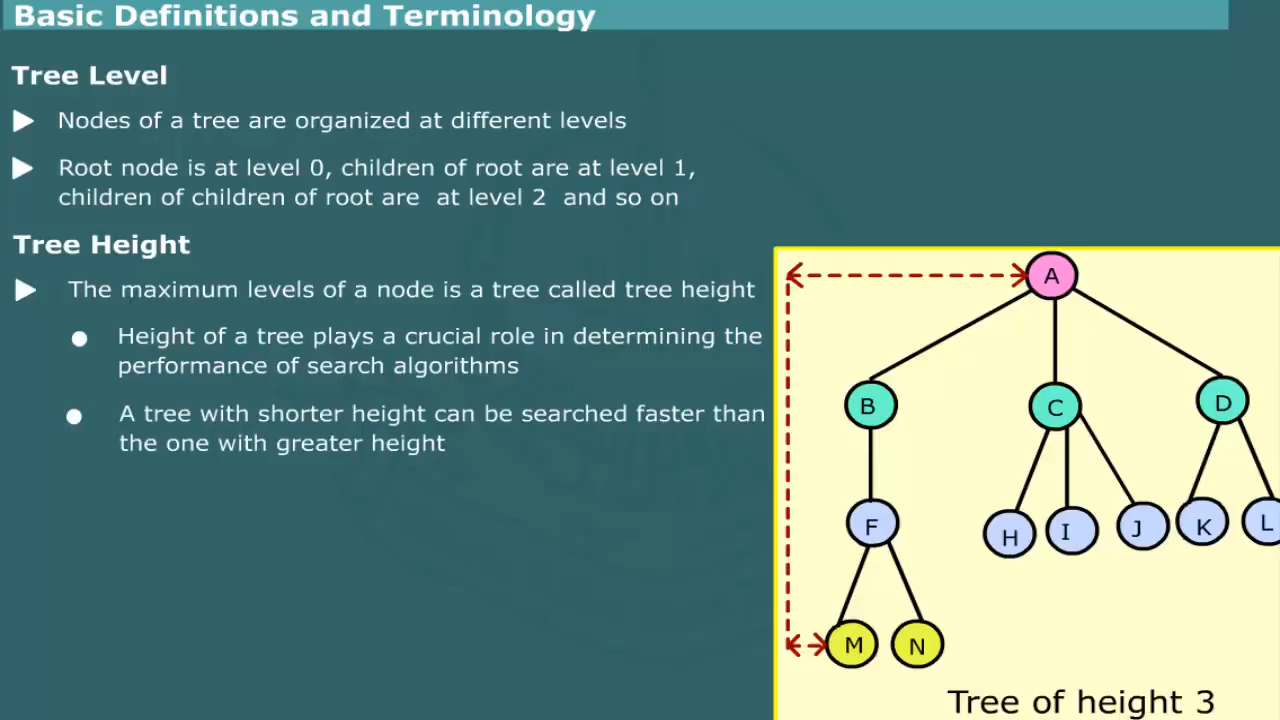 Basic Definitions and Terminology
Tree Level
Nodes of a tree are organized at different levels
Root node is at level 0, children of root are at level 1,
children of children of root are at level 2 and so on
Tree Height
The maximum levels of a node is a tree called tree height
Height of a tree plays a crucial role in determining the
performance of search algorithms
A tree with shorter height can be searched faster than
the one with greater height
A
B C D
F H I J K L
M N
Tree of height 3